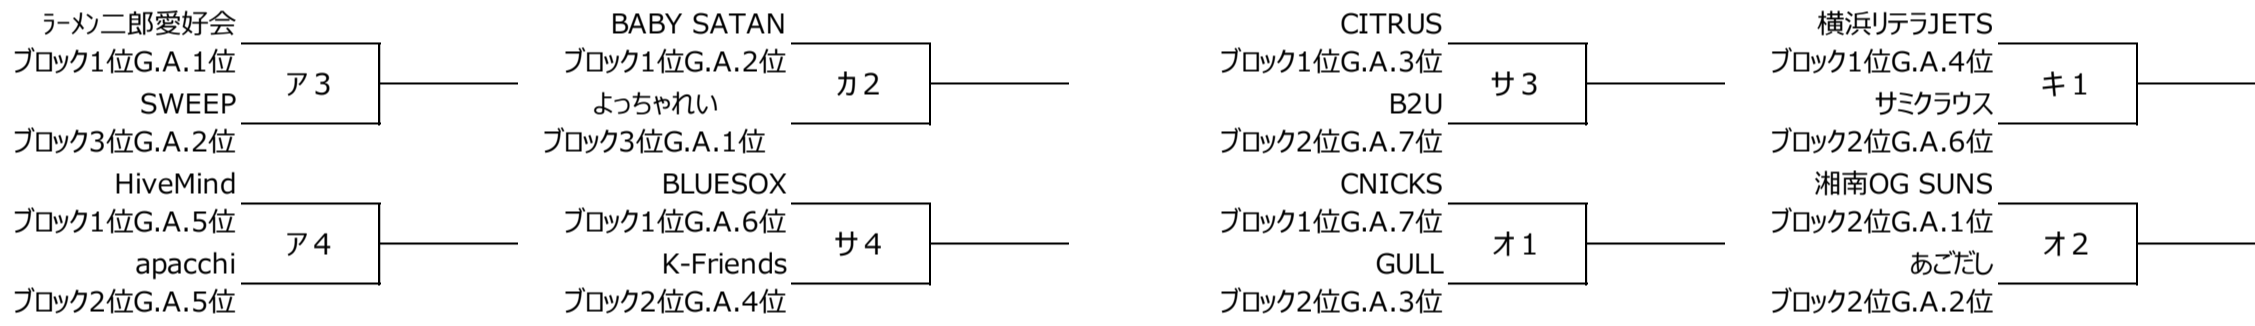 ﾗｰﾒﾝ二郎愛好会
ブロック1位G.A.1位
ア３
SWEEP
ブロック3位G.A.2位
HiveMind
ブロック1位G.A.5位
ア４
apacchi
ブロック2位G.A.5位
BABY SATAN
ブロック1位G.A.2位
カ２
よっちゃれい
ブロック3位G.A.1位
BLUESOX
ブロック1位G.A.6位
サ４
K-Friends
ブロック2位G.A.4位
CITRUS
ブロック1位G.A.3位
サ３
B2U
ブロック2位G.A.7位
CNICKS
ブロック1位G.A.7位
オ１
GULL
ブロック2位G.A.3位
横浜リテラJETS
ブロック1位G.A.4位
キ１
サミクラウス
ブロック2位G.A.6位
湘南OG SUNS
ブロック2位G.A.1位
オ２
あごだし
ブロック2位G.A.2位